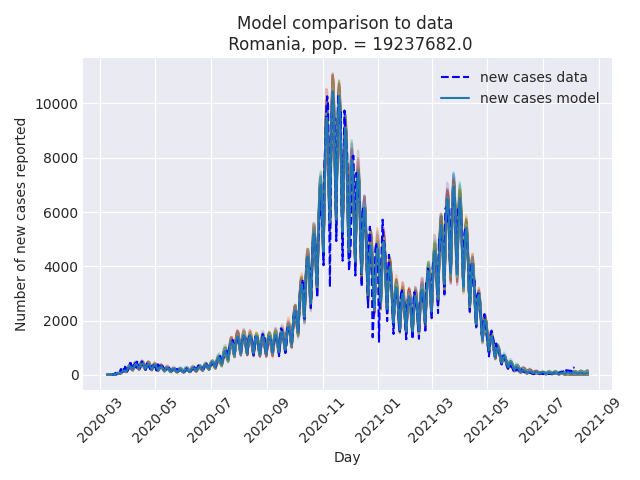 Model comparison to data
Romania, pop. = 19237682.0
new cases data
new cases model
Number of new cases reported
10000
8000
6000
4000
2000
0
2020-03
2020-05
2020-07
2020-09
2020-11
2021-01
2021-03
2021-05
2021-07
2021-09
Day